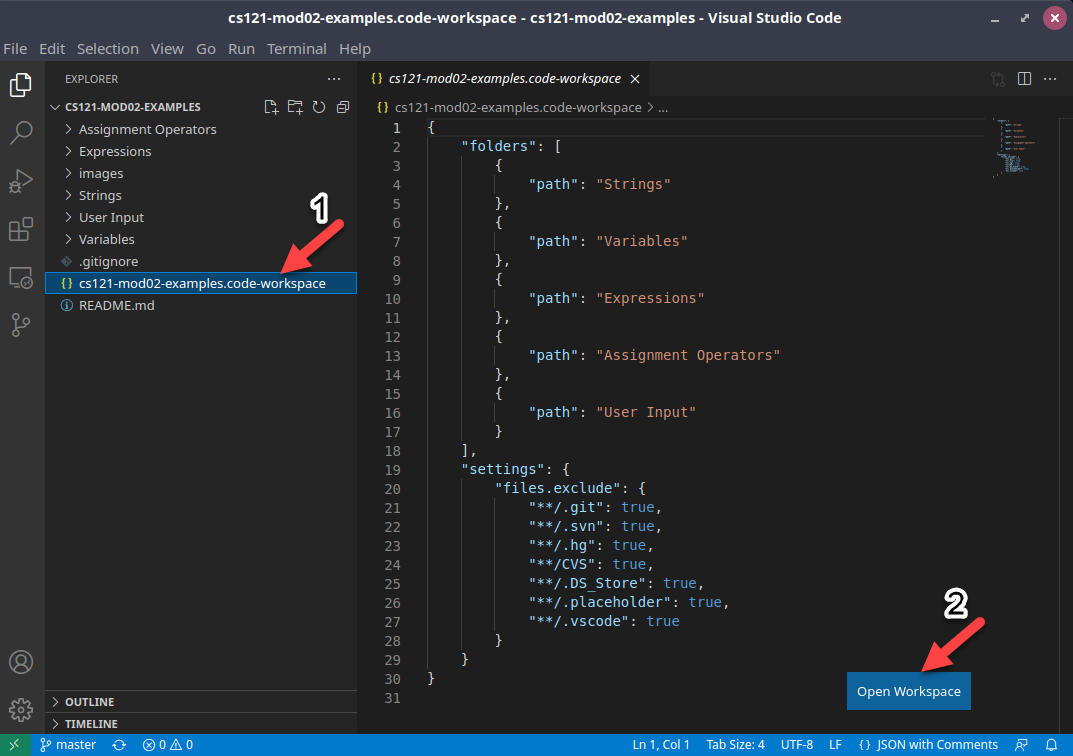 cs121-mod02-examples.code-workspace - cs121-mod02-examples - Visual Studio Code
File Edit Selection View Go Run Terminal Help
EXPLORER
CS121-MOD02-EXAMPLES
Assignment Operators
Expressions
images
Strings
User Input
Variables
.gitignore
{} cs121-mod02-examples.code-workspace
README.md
OUTLINE
TIMELINE
1
{} cs121-mod02-examples.code-workspace
{} cs121-mod02-examples.code-workspace > ...
1 {
2 "folders": [
3 {
4 "path": "Strings"
5 },
6 {
7 "path": "Variables"
8 },
9 {
10 "path": "Expressions"
11 },
12 {
13 "path": "Assignment Operators"
14 },
15 {
16 "path": "User Input"
17 }
18 ],
19 "settings": {
20 "files.exclude": {
21 "**/.git": true,
22 "**/.svn": true,
23 "**/.hg": true,
24 "**/CVS": true,
25 "**/.DS_Store": true,
26 "**/.placeholder": true,
27 "**/.vscode": true
28 }
29 }
30 }
31
2
Open Workspace
master 0 0 Ln 1, Col 1 Tab Size: 4 UTF-8 LF {} JSON with Comments